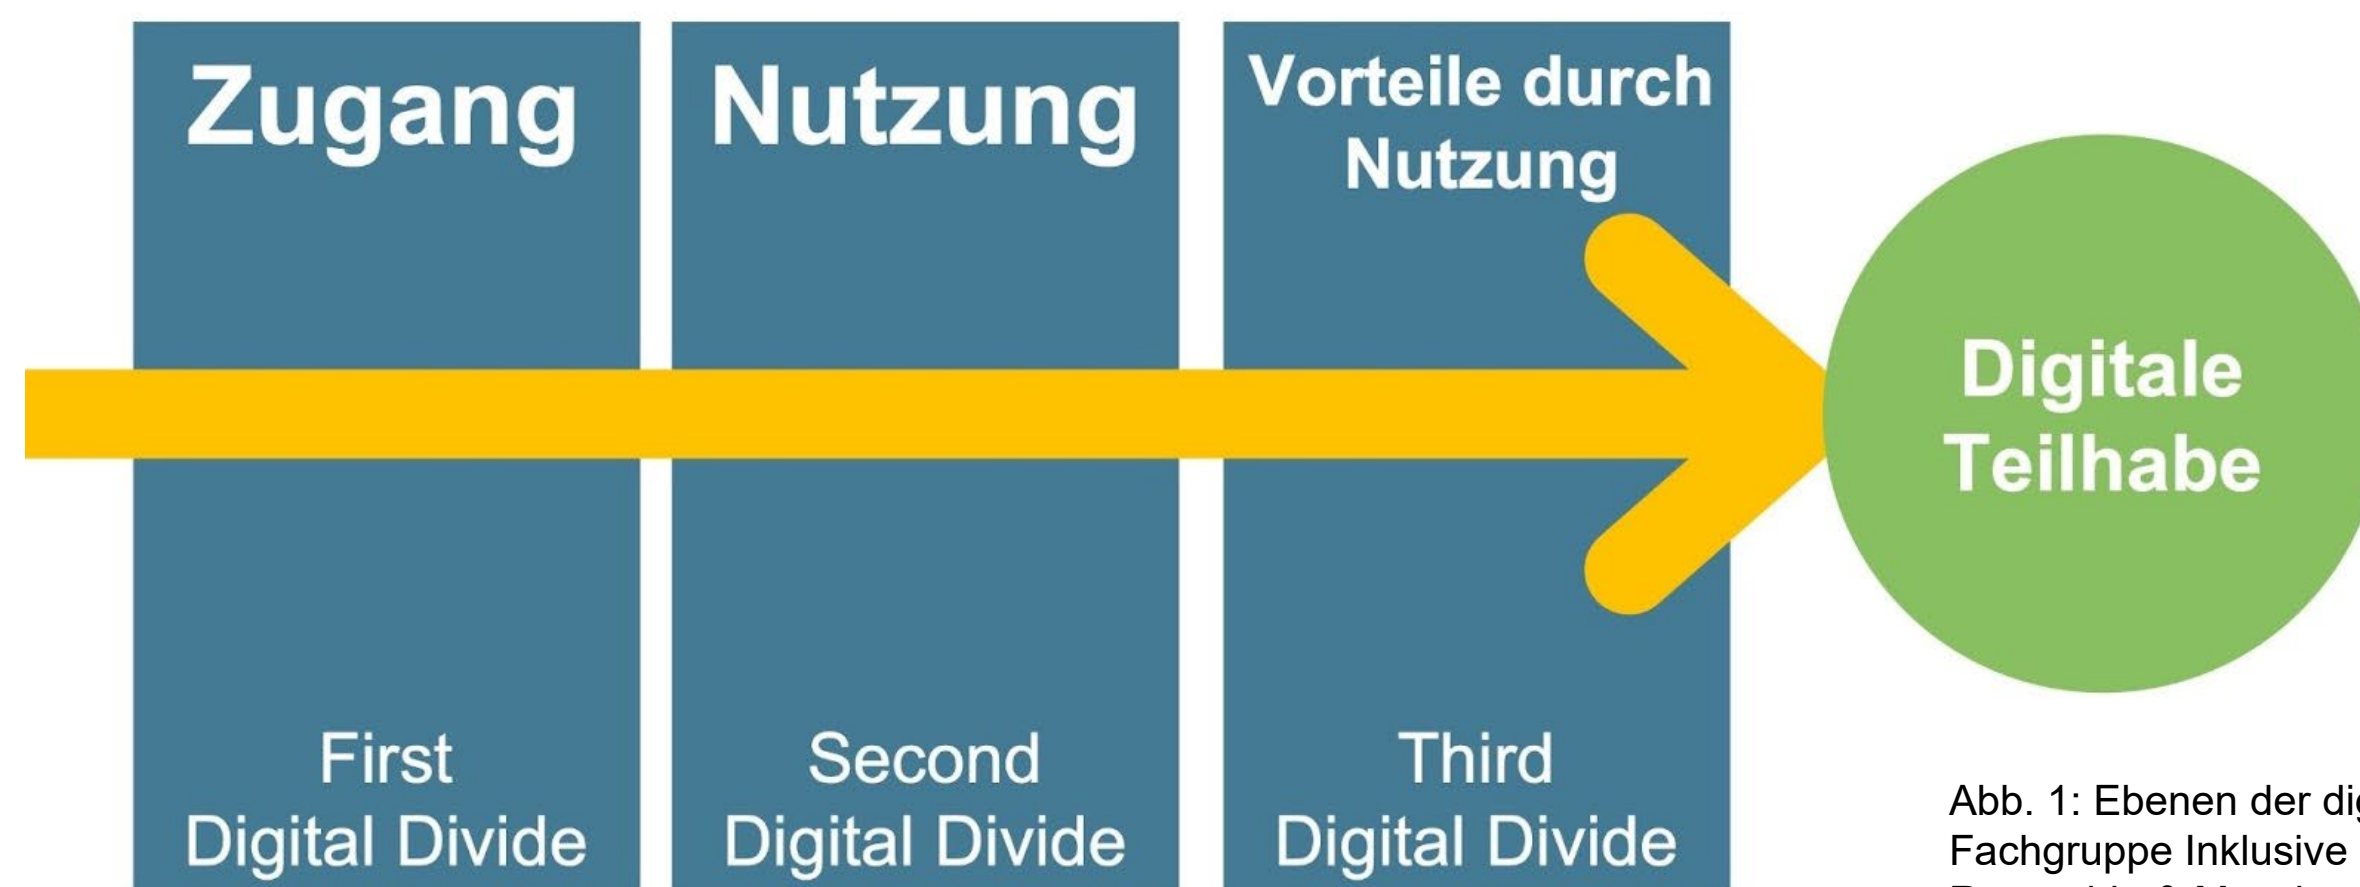 Zugang
First
Digital Divide
Nutzung
Second
Digital Divide
Vorteile durch
Nutzung
Third
Digital Divide
Digitale
Teilhabe
Abb. 1: Ebenen der
Fachgruppe Inklusive